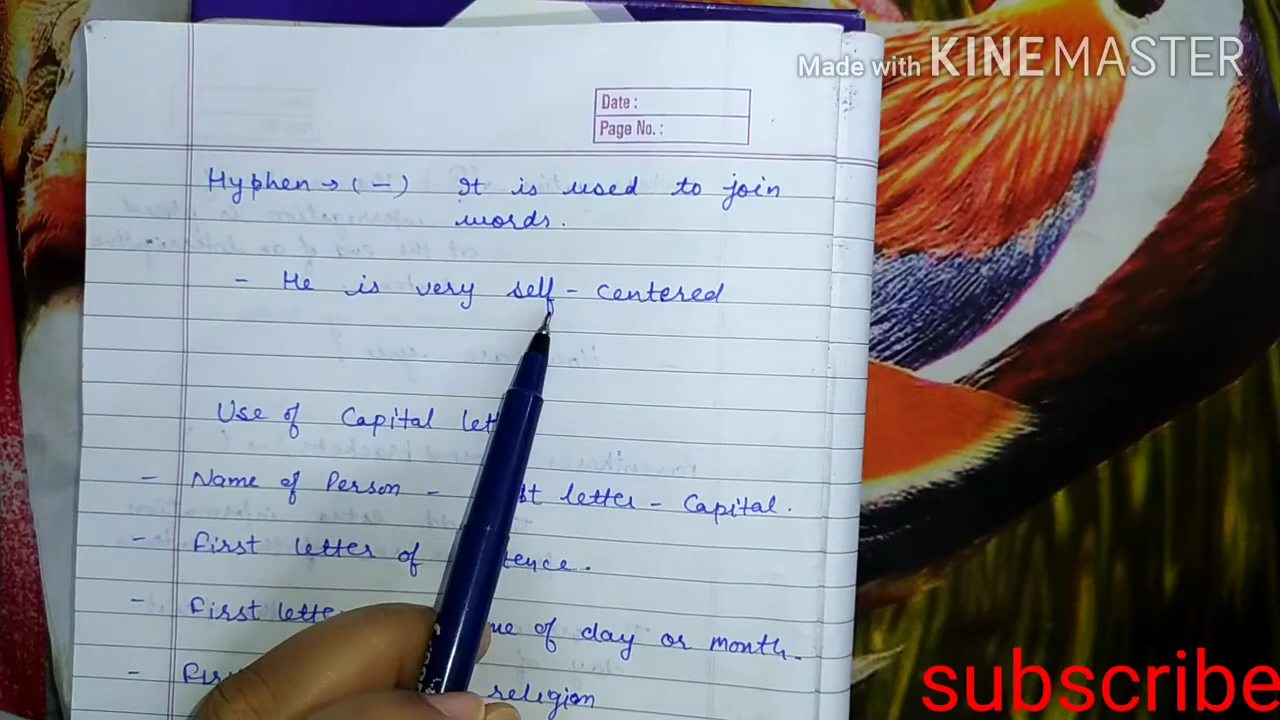 Made with KINEMASTER
Date :
Page No. :
Hyphen → ( - ) It is used to join
words.
- He is very self - centered
Use of Capital let
- Name of Person - st letter - Capital.
- First letter of tence.
- First lette me of day or month.
- Fir religion
subscribe